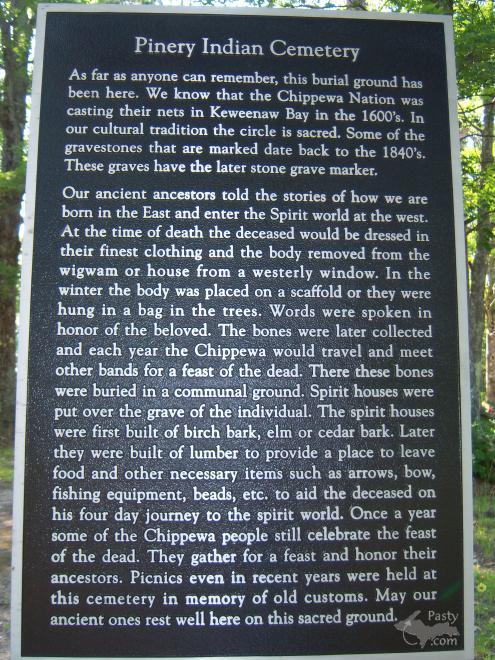 Pinery Indian Cemetery
As far as anyone can remember, this burial ground has
been here. We know that the Chippewa Nation was
casting their nets in Keweenaw Bay in the 1600's. In
our cultural tradition the circle is sacred. Some of the
gravestones that are marked date back to the 1840's.
These graves have the later stone grave marker.
Our ancient ancestors told the stories of how we are
born in the East and enter the Spirit world at the west.
At the time of death the deceased would be dressed in
their finest clothing and the body removed from the
wigwam or house from a westerly window. In the
winter the body was placed on a scaffold or they were
hung in a bag in the trees. Words were spoken in
honor of the beloved. The bones were later collected
and each year the Chippewa would travel and meet
other bands for a feast of the dead. There these bones
were buried in a communal ground. Spirit houses were
put over the grave of the individual. The spirit houses
were first built of birch bark, elm or cedar bark. Later
they were built of lumber to provide a place to leave
food and other necessary items such as arrows, bow,
fishing equipment, beads, etc. to aid the deceased on
his four day journey to the spirit world. Once a year
some of the Chippewa people still celebrate the feast
of the dead. They gather for a feast and honor their
ancestors. Picnics even in recent years were held at
this cemetery in memory of old customs. May our
ancient ones rest well here on this sacred ground.
Pasty
.com